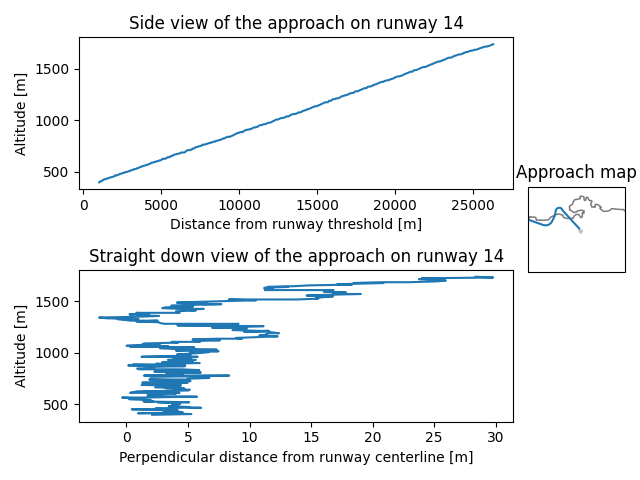 Side view of the approach on runway 14
Altitude [m]
1500
1000
500
0 5000 10000 15000 20000 25000
Distance from runway threshold [m]
Approach map
Straight down view of the approach on runway 14
Altitude [m]
1500
1000
500
0 5 10 15 20 25 30
Perpendicular distance from runway centerline [m]